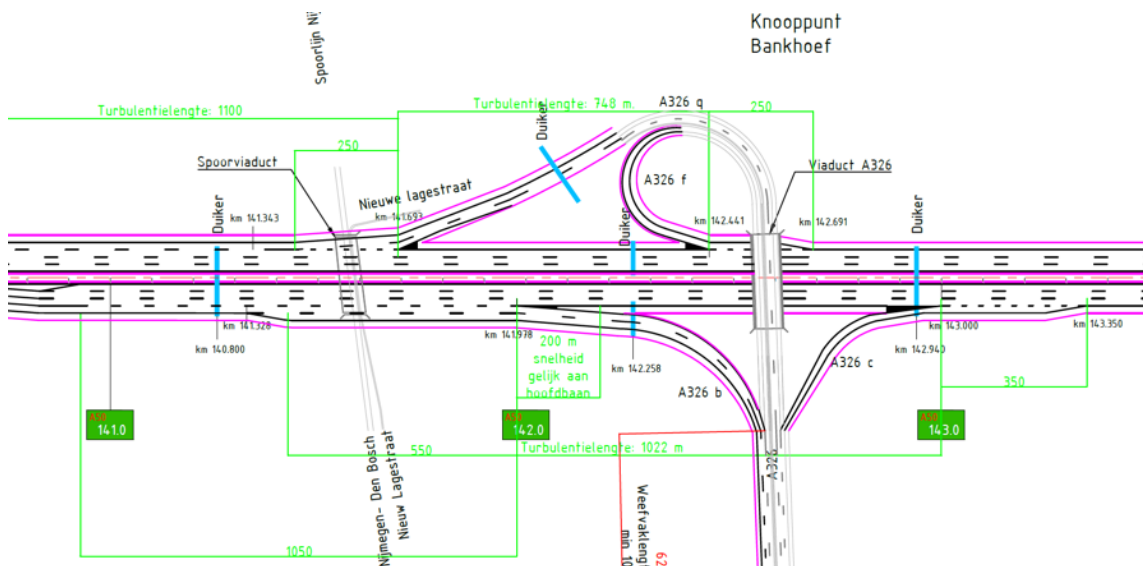 Knooppunt
Bankhoef
Spoorlijn Nij
Turbulentielengte: 1100
Turbulentielengte: 748 m.
A326 q
250
Duiker
250
Spoorviaduct
Viaduct A326
A326 f
Nieuwe lagestraat
Duiker
km 141.343
km 141.693
Duiker
km 142.441
km 142.691
Duiker
km 141.328
km 140.800
km 141.978
200 m
snelheid
gelijk aan
hoofdbaan
km 142.258
A326 b
A326 c
km 143.000
km 142.940
km 143.350
350
A50
141.0
142.0
A50
143.0
550
Turbulentielengte: 1022 m
A326
Nijmegen- Den Bosch
Nieuw Lagestraat
Weefvaklengt
min 10
62
1050